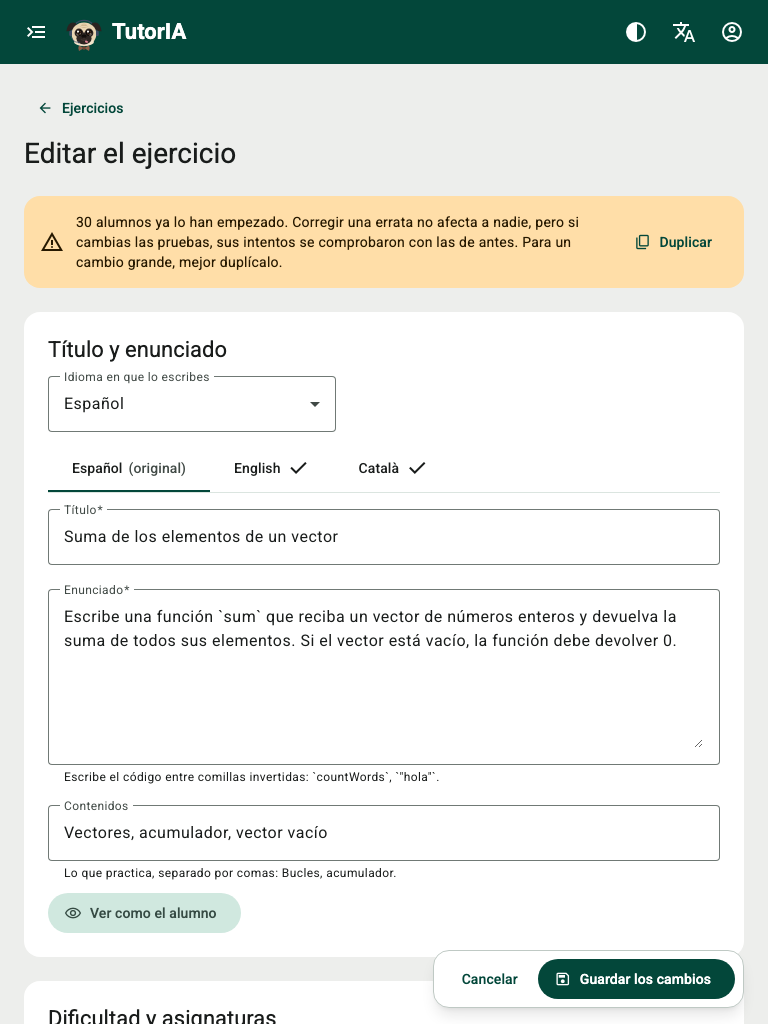 TutorIA
Ejercicios
Editar el ejercicio
30 alumnos ya lo han empezado. Corregir una errata no afecta a nadie, pero si
cambias las pruebas, sus intentos se comprobaron con las de antes. Para un
cambio grande, mejor duplícalo.
Duplicar
Título y enunciado
Idioma en que lo escribes
Español
Español (original)
English
Català
Título*
Suma de los elementos de un vector
Enunciado*
Escribe una función `sum` que reciba un vector de números enteros y devuelva la
suma de todos sus elementos. Si el vector está vacío, la función debe devolver 0.
Escribe el código entre comillas invertidas: `countWords`, `"hola"`.
Contenidos
Vectores, acumulador, vector vacío
Lo que practica, separado por comas: Bucles, acumulador.
Ver como el alumno
Cancelar
Guardar los cambios
Dificultad y asignaturas